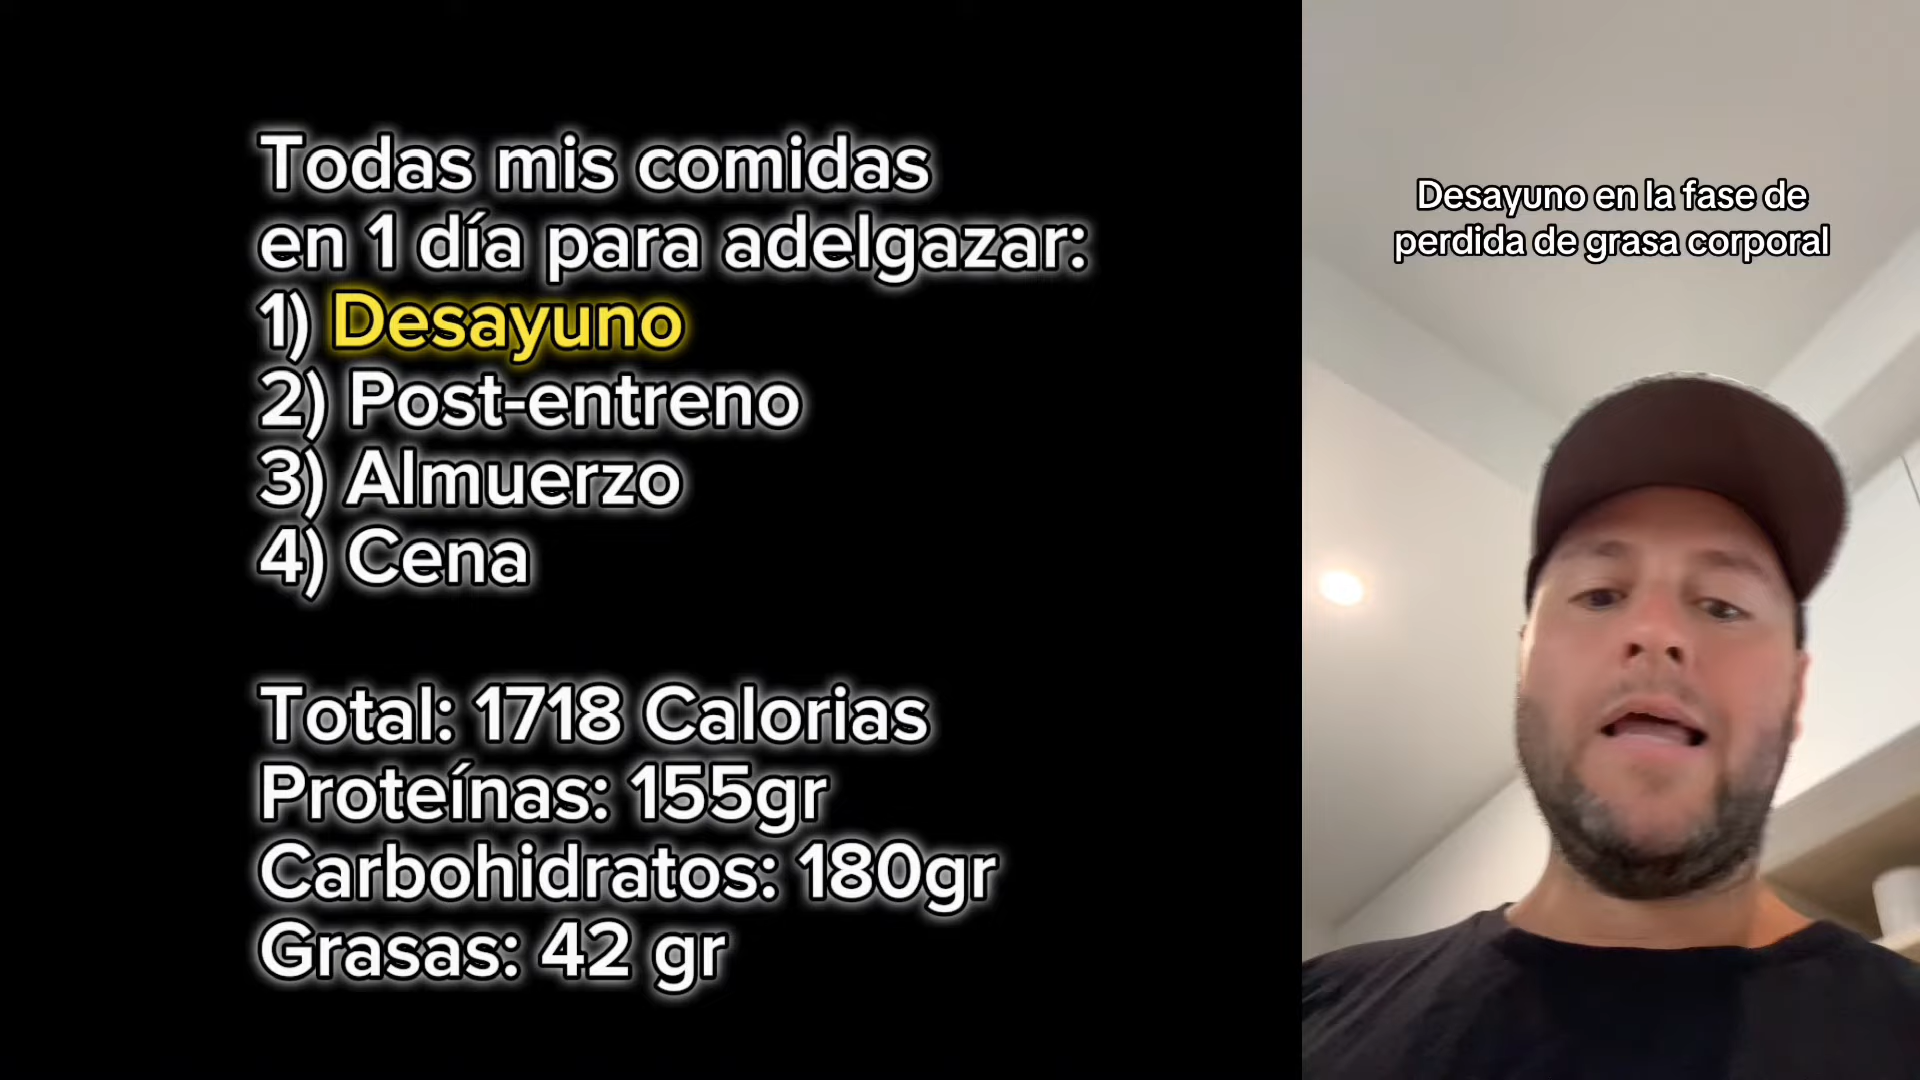 Todas mis comidas
en 1 día para adelgazar:
1) Desayuno
2) Post-entreno
3) Almuerzo
4) Cena
Total: 1718 Calorias
Proteínas: 155gr
Carbohidratos: 180gr
Grasas: 42 gr
Desayuno en la fase de
perdida de grasa corporal